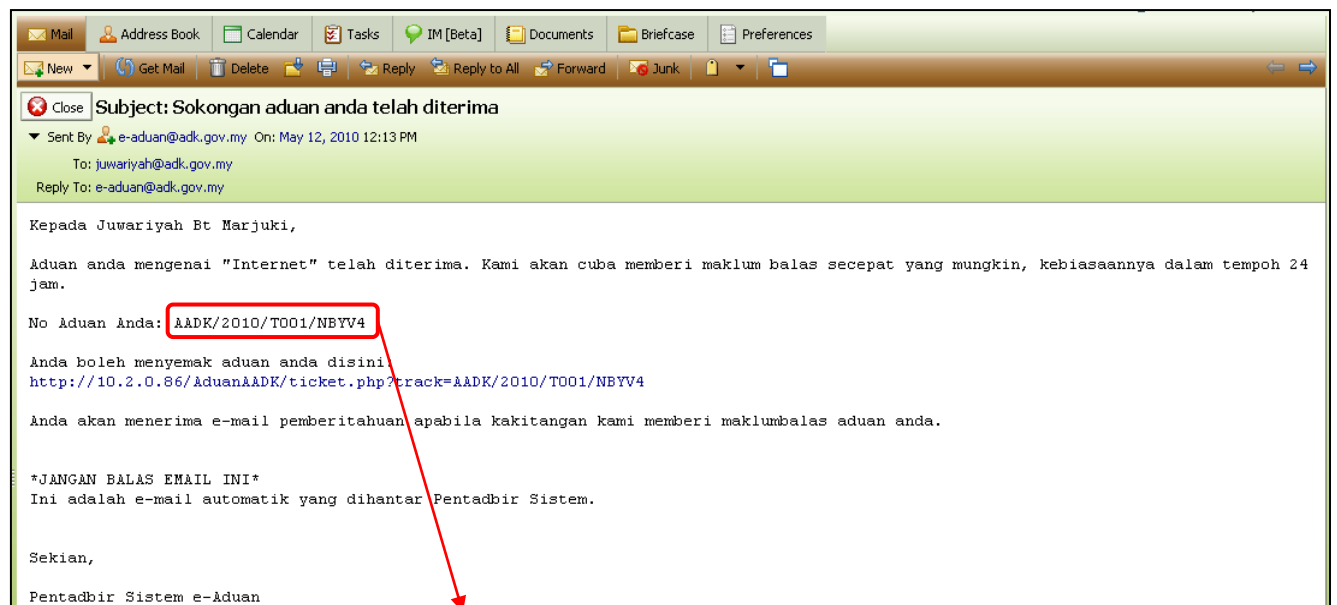 Mail Address Book Calendar Tasks IM [Beta] Documents Briefcase Preferences
New Get Mail Delete Reply Reply to All Forward Junk
Close Subject: Sokongan aduan anda telah diterima
Sent By e-aduan@adk.gov.my On: May 12, 2010 12:13 PM
To: juwariyah@adk.gov.my
Reply To: e-aduan@adk.gov.my
Kepada Juwariyah Bt Marjuki,
Aduan anda mengenai "Internet" telah diterima. Kami akan cuba memberi maklum balas secepat yang mungkin, kebiasaannya dalam tempoh 24
jam.
No Aduan Anda: AADK/2010/T001/NBYV4
Anda boleh menyemak aduan anda disini:
http://10.2.0.86/AduanAADK/ticket.php?track=AADK/2010/T001/NBYV4
Anda akan menerima e-mail pemberitahuan apabila kakitangan kami memberi maklumbalas aduan anda.
*JANGAN BALAS EMAIL INI*
Ini adalah e-mail automatik yang dihantar Pentadbir Sistem.
Sekian,
Pentadbir Sistem e-Aduan